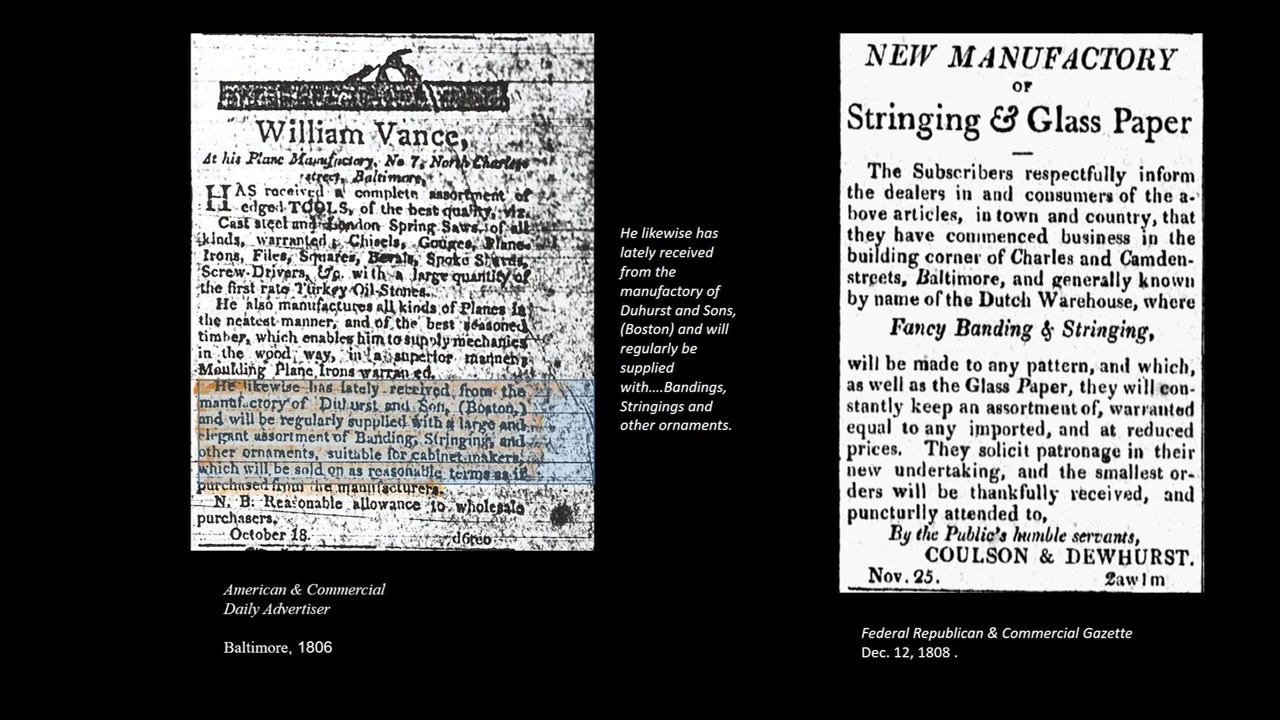 William Vance,
At his Plane Manufactory, No 7, North Charles
street, Baltimore,
HAS received a complete assortment of
edged TOOLS, of the best quality, viz.
Cast steel and London Spring Saws, of all
kinds, warranted; Chisels, Gouges, Plane
Irons, Files, Squares, Bevals, Spoke Shaves,
Screw-Drivers, &c. with a large quantity of
the first rate Turkey Oil-Stones.
He also manufactures all kinds of Planes in
the neatest manner, and of the best seasoned
timber, which enables him to supply mechanics
in the wood way, in a superior manner;
Moulding Plane Irons warranted.
He likewise has lately received from the
manufactory of Duhurst and Son, (Boston,)
and will be regularly supplied with a large and
elegant assortment of Banding, Stringing, and
other ornaments, suitable for cabinet-makers,
which will be sold on as reasonable terms as if
purchased from the manufacturers.
N. B. Reasonable allowance to wholesale
purchasers.
October 18. d6teo
American & Commercial
Daily Advertiser
Baltimore, 1806
He likewise has
lately received
from the
manufactory of
Duhurst and Sons,
(Boston) and will
regularly be
supplied
with....Bandings,
Stringings and
other ornaments.
NEW MANUFACTORY
OF
Stringing & Glass Paper
The Subscribers respectfully inform
the dealers in and consumers of the a-
bove articles, in town and country, that
they have commenced business in the
building corner of Charles and Camden-
streets, Baltimore, and generally known
by name of the Dutch Warehouse, where
Fancy Banding & Stringing,
will be made to any pattern, and which,
as well as the Glass Paper, they will con-
stantly keep an assortment of, warranted
equal to any imported, and at reduced
prices. They solicit patronage in their
new undertaking, and the smallest or-
ders will be thankfully received, and
puncturlly attended to,
By the Public's humble servants,
COULSON & DEWHURST.
Nov. 25. 2aw1m
Federal Republican & Commercial Gazette
Dec. 12, 1808 .